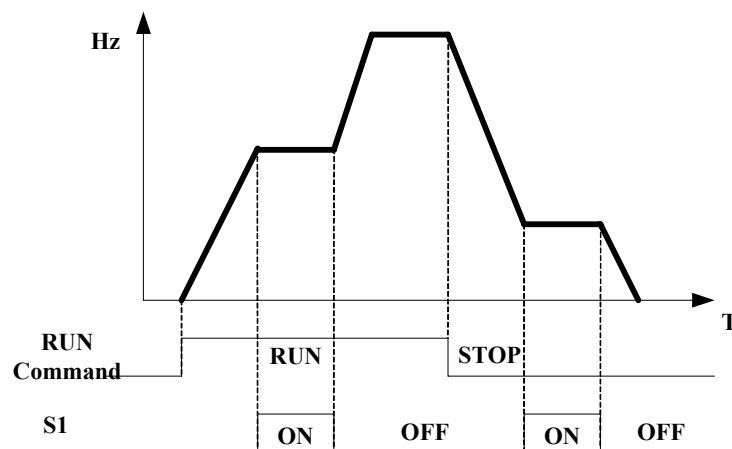 Hz
T
RUN
Command
RUN
STOP
S1
ON
OFF
ON
OFF